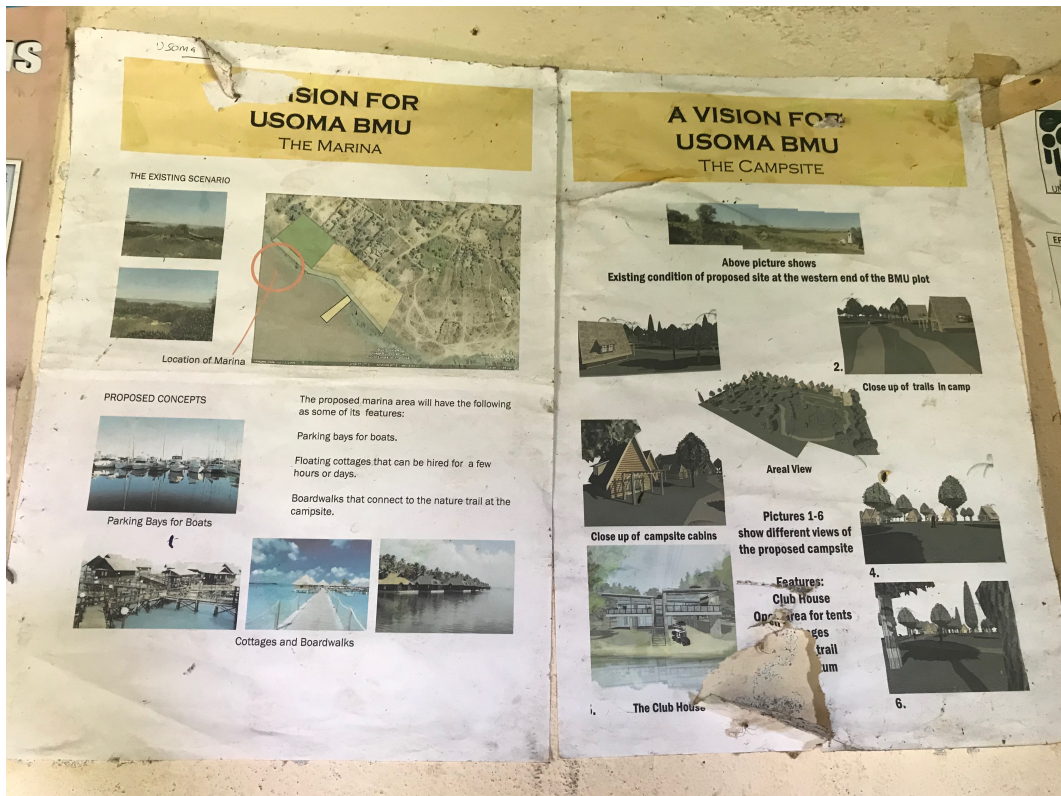 USOMA
ISION FOR
USOMA BMU
THE MARINA
THE EXISTING SCENARIO
Location of Marina
PROPOSED CONCEPTS
The proposed marina area will have the following
as some of its features:
Parking bays for boats.
Floating cottages that can be hired for a few
hours or days.
Boardwalks that connect to the nature trail at the
campsite.
Parking Bays for Boats
Cottages and Boardwalks
A VISION FOR
USOMA BMU
THE CAMPSITE
Above picture shows
Existing condition of proposed site at the western end of the BMU plot
2.
Close up of trails in camp
Areal View
Close up of campsite cabins
Pictures 1-6
show different views of
the proposed campsite
4.
Features:
Club House
area for tents
trail
6.
The Club House